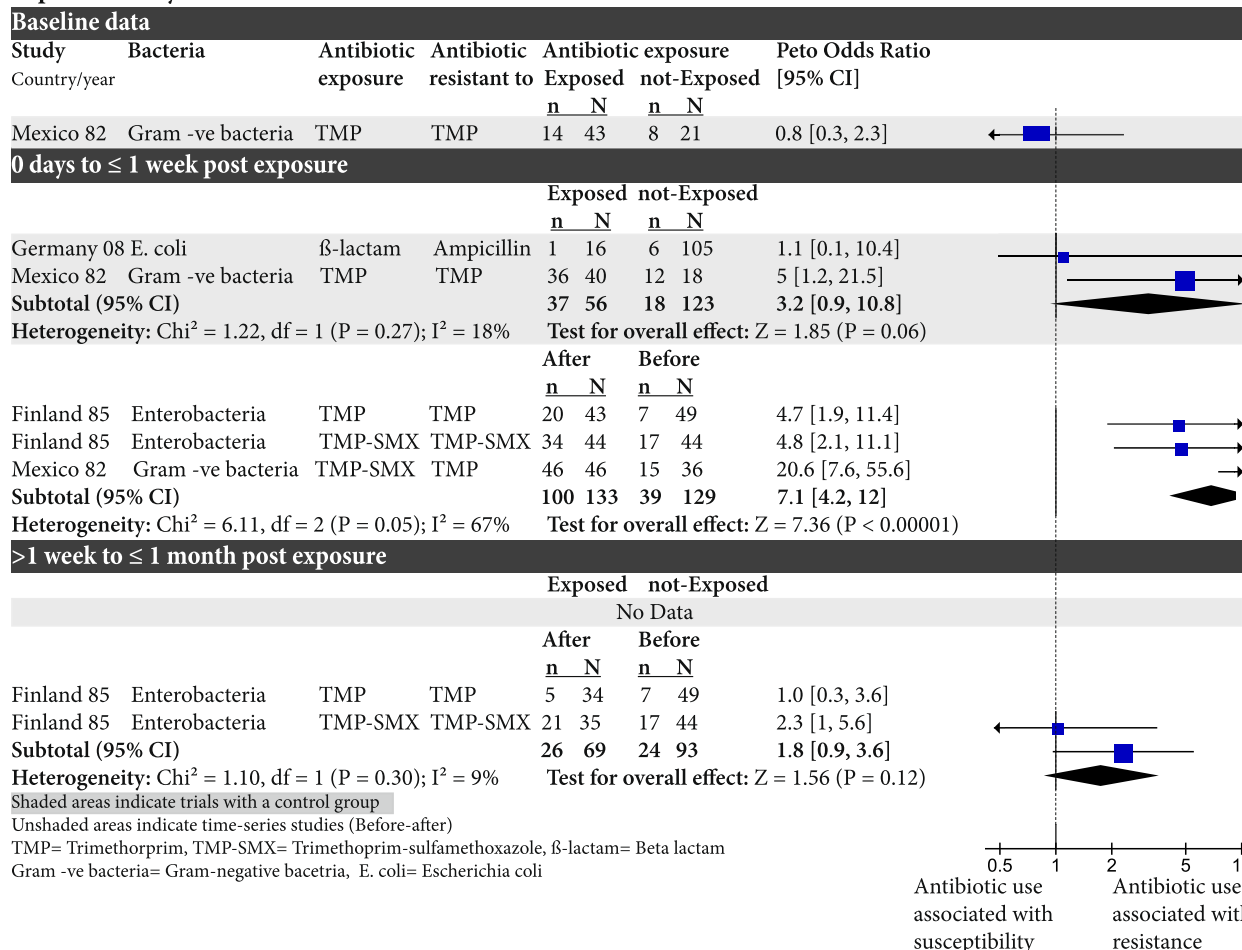 Baseline data
Study Bacteria Antibiotic Antibiotic Antibiotic exposure Peto Odds Ratio
Country/year exposure resistant to Exposed not-Exposed [95% CI]
n N n N
Mexico 82 Gram -ve bacteria TMP TMP 14 43 8 21 0.8 [0.3, 2.3]
0 days to ≤ 1 week post exposure
Exposed not-Exposed
n N n N
Germany 08 E. coli ß-lactam Ampicillin 1 16 6 105 1.1 [0.1, 10.4]
Mexico 82 Gram -ve bacteria TMP TMP 36 40 12 18 5 [1.2, 21.5]
Subtotal (95% CI) 37 56 18 123 3.2 [0.9, 10.8]
Heterogeneity: Chi² = 1.22, df = 1 (P = 0.27); I² = 18% Test for overall effect: Z = 1.85 (P = 0.06)
After Before
n N n N
Finland 85 Enterobacteria TMP TMP 20 43 7 49 4.7 [1.9, 11.4]
Finland 85 Enterobacteria TMP-SMX TMP-SMX 34 44 17 44 4.8 [2.1, 11.1]
Mexico 82 Gram -ve bacteria TMP-SMX TMP 46 46 15 36 20.6 [7.6, 55.6]
Subtotal (95% CI) 100 133 39 129 7.1 [4.2, 12]
Heterogeneity: Chi² = 6.11, df = 2 (P = 0.05); I² = 67% Test for overall effect: Z = 7.36 (P < 0.00001)
>1 week to ≤ 1 month post exposure
Exposed not-Exposed
No Data
After Before
n N n N
Finland 85 Enterobacteria TMP TMP 5 34 7 49 1.0 [0.3, 3.6]
Finland 85 Enterobacteria TMP-SMX TMP-SMX 21 35 17 44 2.3 [1, 5.6]
Subtotal (95% CI) 26 69 24 93 1.8 [0.9, 3.6]
Heterogeneity: Chi² = 1.10, df = 1 (P = 0.30); I² = 9% Test for overall effect: Z = 1.56 (P = 0.12)
Shaded areas indicate trials with a control group
Unshaded areas indicate time-series studies (Before-after)
TMP= Trimethorprim, TMP-SMX= Trimethoprim-sulfamethoxazole, ß-lactam= Beta lactam
Gram -ve bacteria= Gram-negative bacetria, E. coli= Escherichia coli
0.5 1 2 5
Antibiotic use Antibiotic use
associated with associated with
susceptibility resistance